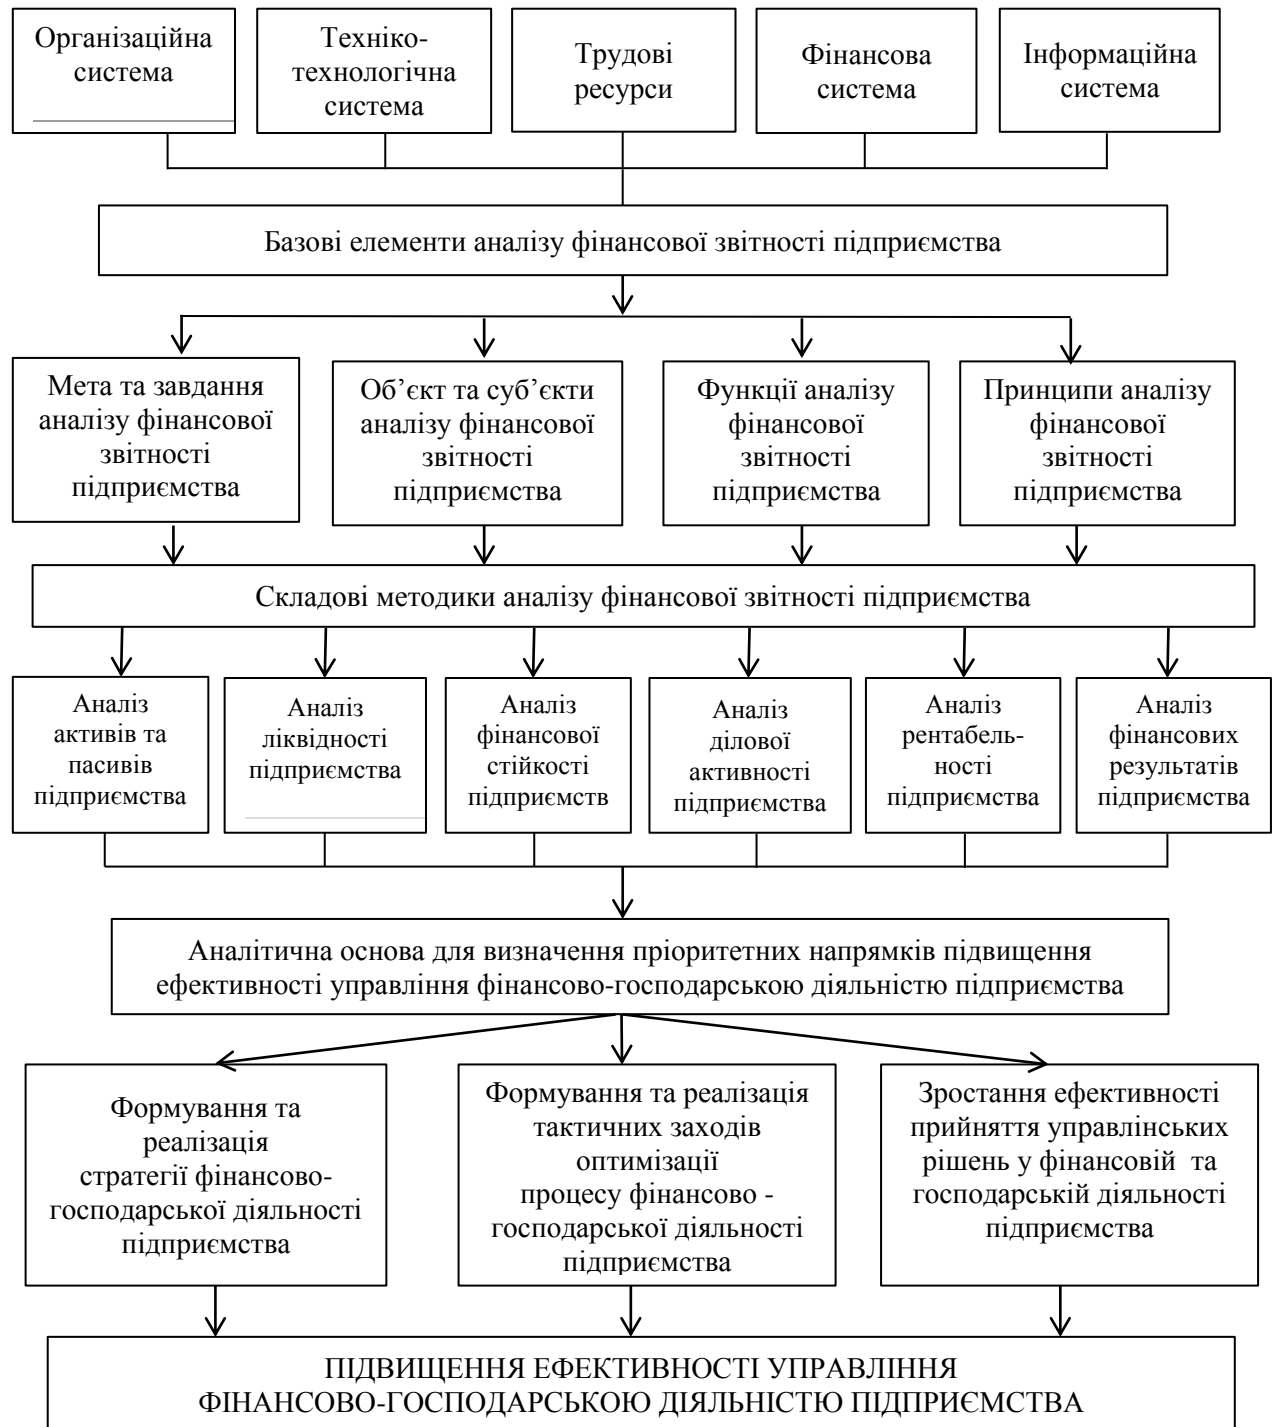 Організаційна
система
Техніко-
технологічна
система
Трудові
ресурси
Фінансова
система
Інформаційна
система
Базові елементи аналізу фінансової звітності підприємства
Мета та завдання
аналізу фінансової
звітності
підприємства
Об’єкт та суб’єкти
аналізу фінансової
звітності
підприємства
Функції аналізу
фінансової
звітності
підприємства
Принципи аналізу
фінансової
звітності
підприємства
Складові методики аналізу фінансової звітності підприємства
Аналіз
активів та
пасивів
підприємства
Аналіз
ліквідності
підприємства
Аналіз
фінансової
стійкості
підприємств
Аналіз
ділової
активності
підприємства
Аналіз
рентабель-
ності
підприємства
Аналіз
фінансових
результатів
підприємства
Аналітична основа для визначення пріоритетних напрямків підвищення
ефективності управління фінансово-господарською діяльністю підприємства
Формування та
реалізація
стратегії фінансово-
господарської діяльності
підприємства
Формування та реалізація
тактичних заходів
оптимізації
процесу фінансово -
господарської діяльності
підприємства
Зростання ефективності
прийняття управлінських
рішень у фінансовій та
господарській діяльності
підприємства
ПІДВИЩЕННЯ ЕФЕКТИВНОСТІ УПРАВЛІННЯ
ФІНАНСОВО-ГОСПОДАРСЬКОЮ ДІЯЛЬНІСТЮ ПІДПРИЄМСТВА